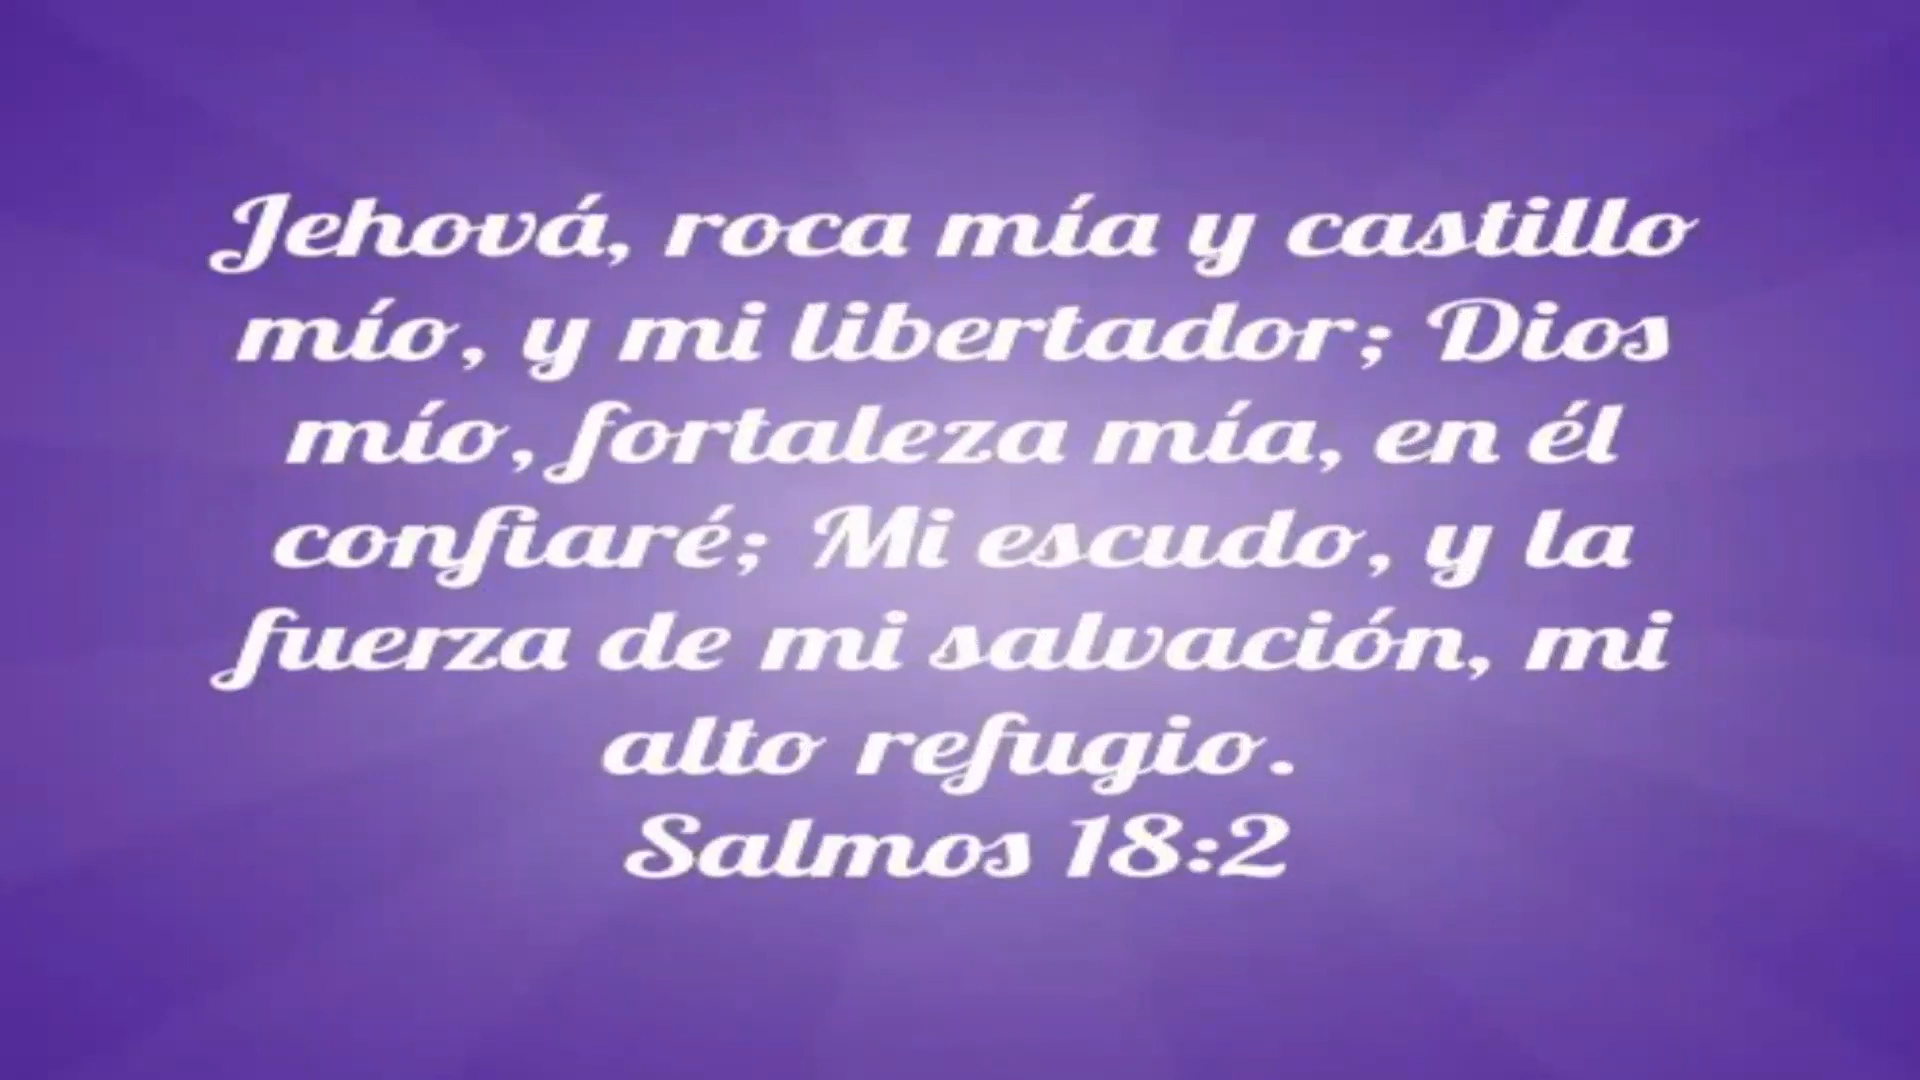 Jehová, roca mía y castillo
mío, y mi libertador; Dios
mío, fortaleza mía, en él
confiaré; Mi escudo, y la
fuerza de mi salvación, mi
alto refugio.
Salmos 18:2